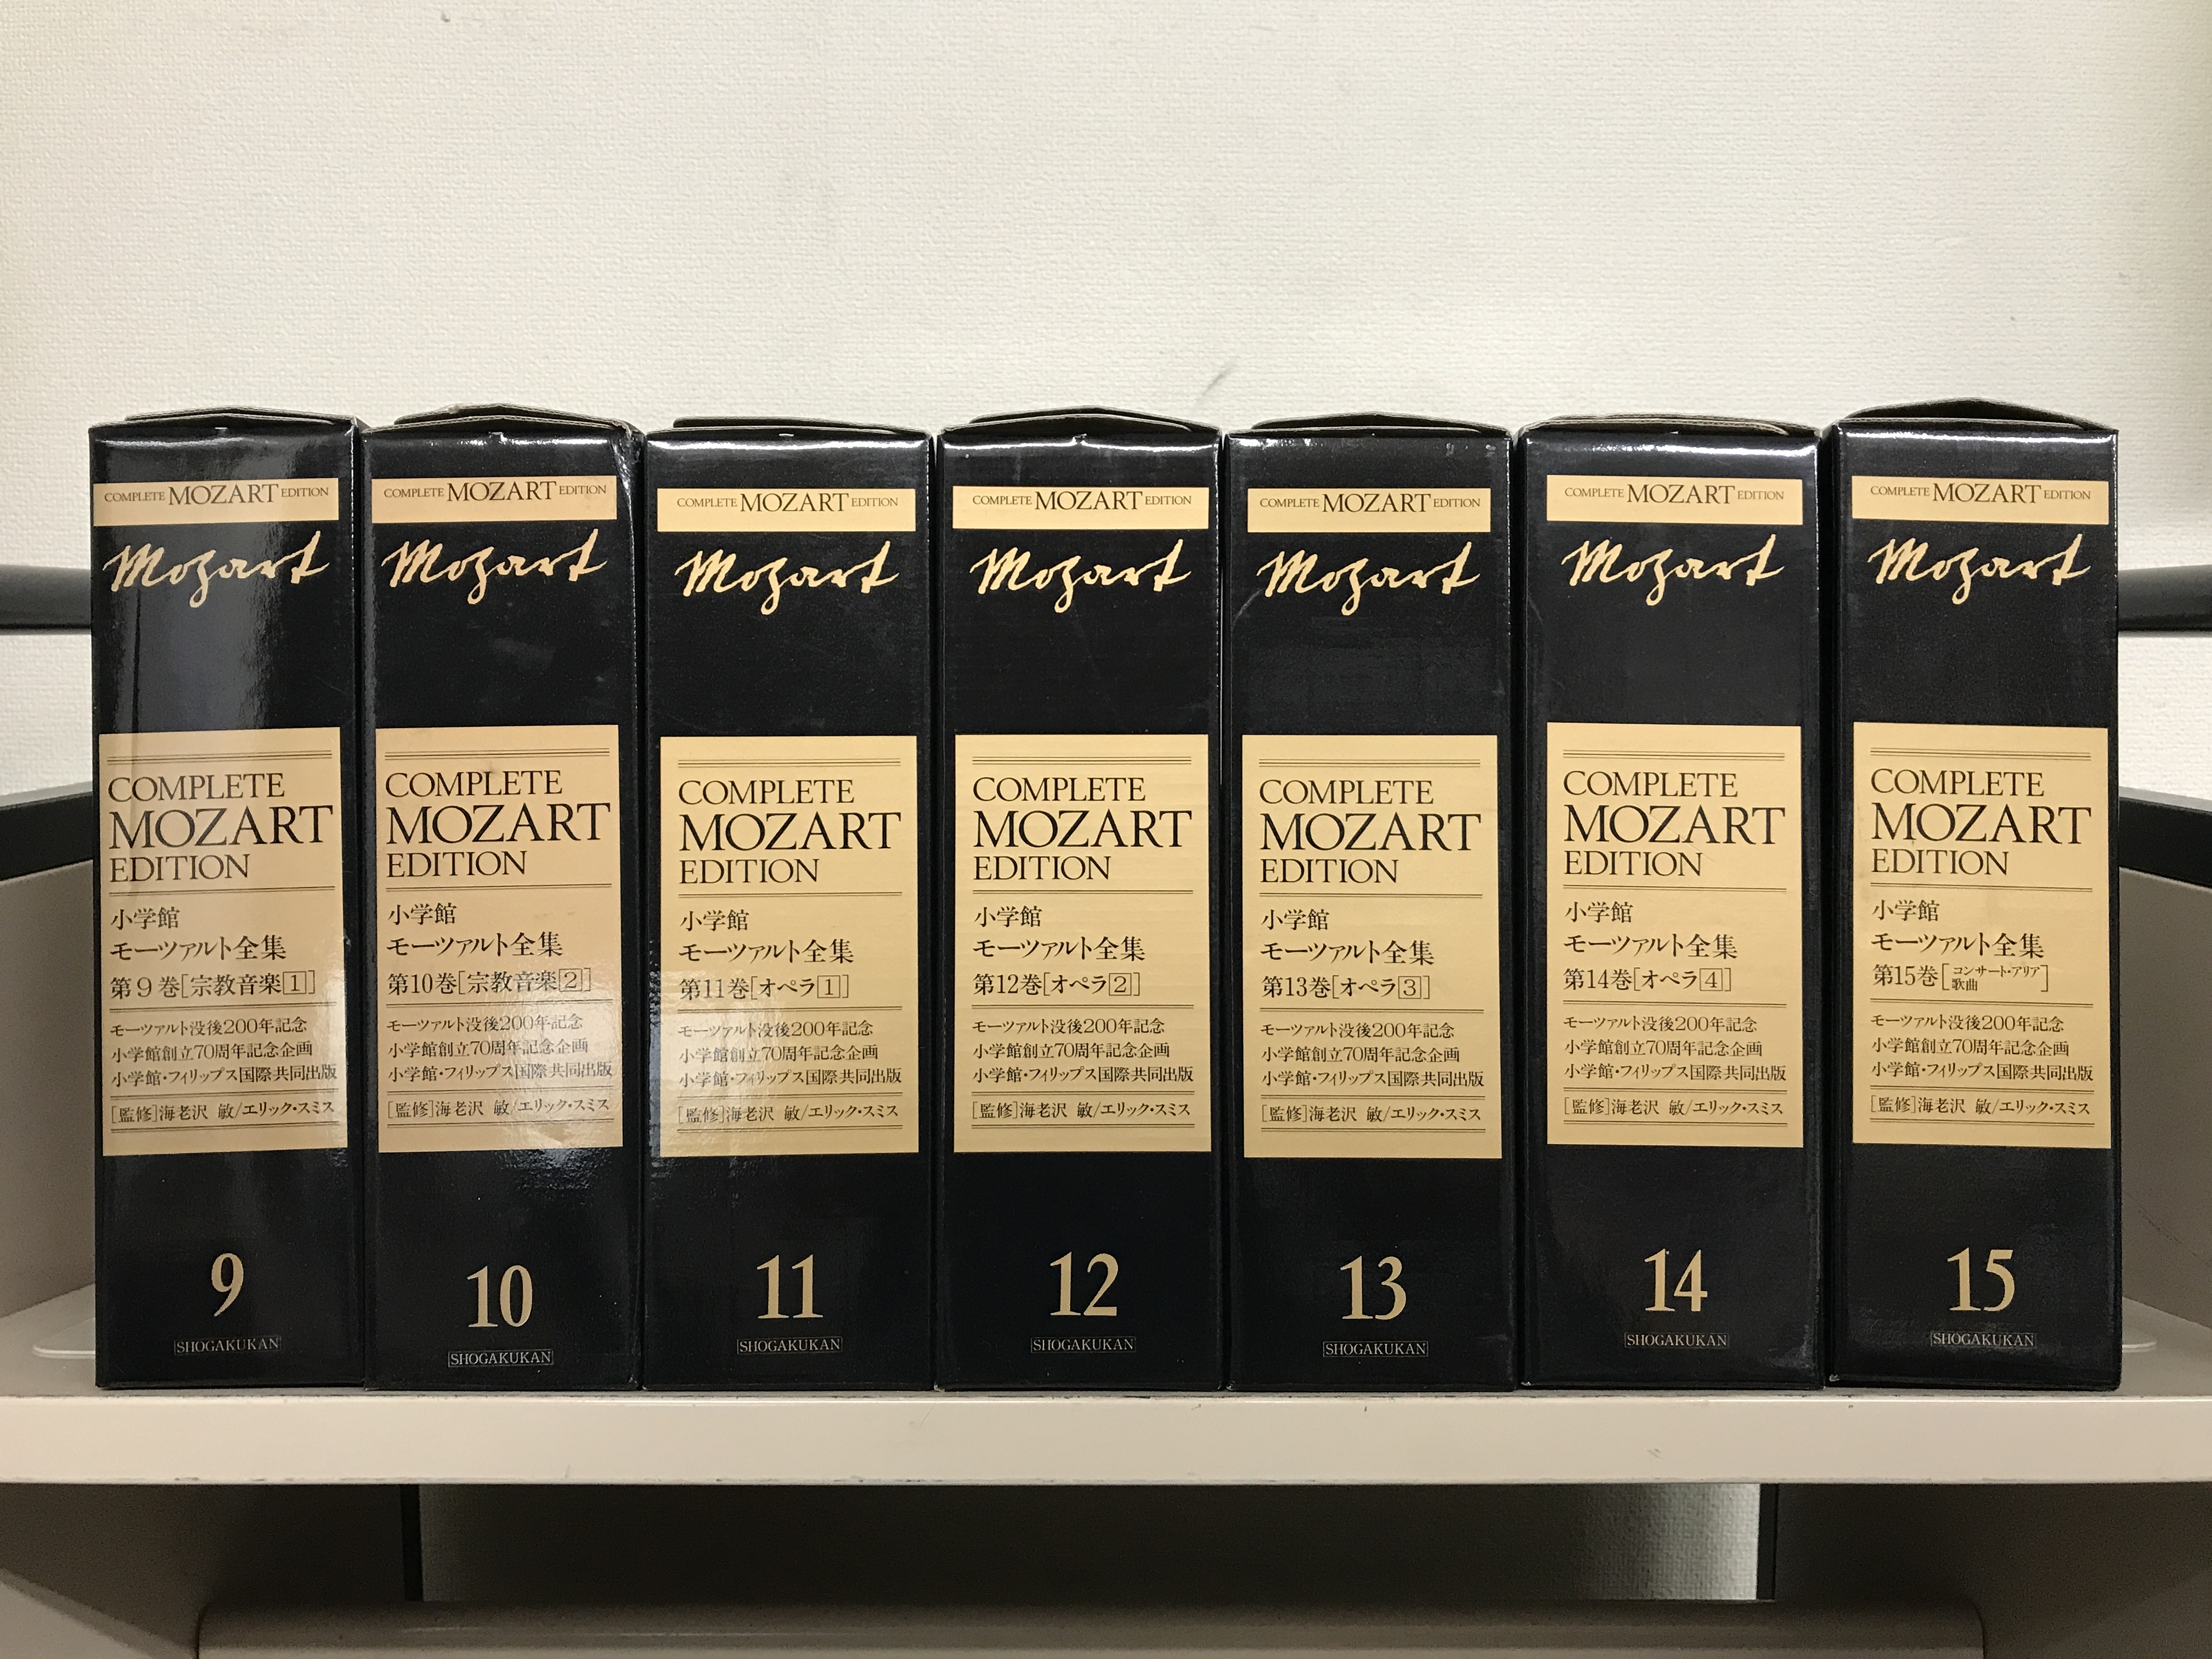 COMPLETE MOZART EDITION
Mozart
COMPLETE
MOZART
EDITION
小学館
モーツァルト全集
第9巻[宗教音楽1]
モーツァルト没後200年記念
小学館創立70周年記念企画
小学館・フィリップス国際共同出版
[監修]海老沢 敏/エリック・スミス
9
SHOGAKUKAN
COMPLETE MOZART EDITION
Mozart
COMPLETE
MOZART
EDITION
小学館
モーツァルト全集
第10巻[宗教音楽2]
モーツァルト没後200年記念
小学館創立70周年記念企画
小学館・フィリップス国際共同出版
[監修]海老沢 敏/エリック・スミス
10
SHOGAKUKAN
COMPLETE MOZART EDITION
Mozart
COMPLETE
MOZART
EDITION
小学館
モーツァルト全集
第11巻[オペラ1]
モーツァルト没後200年記念
小学館創立70周年記念企画
小学館・フィリップス国際共同出版
[監修]海老沢 敏/エリック・スミス
11
SHOGAKUKAN
COMPLETE MOZART EDITION
Mozart
COMPLETE
MOZART
EDITION
小学館
モーツァルト全集
第12巻[オペラ2]
モーツァルト没後200年記念
小学館創立70周年記念企画
小学館・フィリップス国際共同出版
[監修]海老沢 敏/エリック・スミス
12
SHOGAKUKAN
COMPLETE MOZART EDITION
Mozart
COMPLETE
MOZART
EDITION
小学館
モーツァルト全集
第13巻[オペラ3]
モーツァルト没後200年記念
小学館創立70周年記念企画
小学館・フィリップス国際共同出版
[監修]海老沢 敏/エリック・スミス
13
SHOGAKUKAN
COMPLETE MOZART EDITION
Mozart
COMPLETE
MOZART
EDITION
小学館
モーツァルト全集
第14巻[オペラ4]
モーツァルト没後200年記念
小学館創立70周年記念企画
小学館・フィリップス国際共同出版
[監修]海老沢 敏/エリック・スミス
14
SHOGAKUKAN
COMPLETE MOZART EDITION
Mozart
COMPLETE
MOZART
EDITION
小学館
モーツァルト全集
第15巻[コンサート・アリア 歌曲]
モーツァルト没後200年記念
小学館創立70周年記念企画
小学館・フィリップス国際共同出版
[監修]海老沢 敏/エリック・スミス
15
SHOGAKUKAN